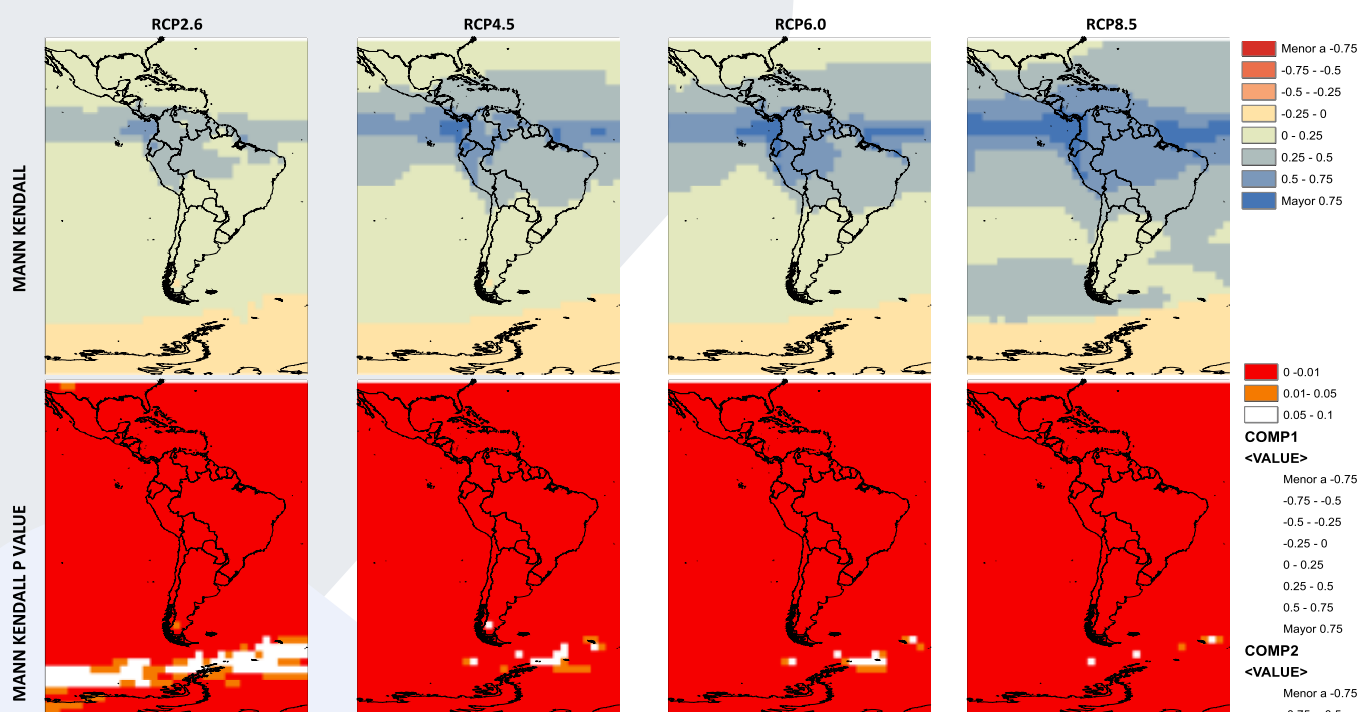 RCP2.6
RCP4.5
RCP6.0
RCP8.5
MANN KENDALL
Menor a -0.75
-0.75 - -0.5
-0.5 - -0.25
-0.25 - 0
0 - 0.25
0.25 - 0.5
0.5 - 0.75
Mayor 0.75
MANN KENDALL P VALUE
0 -0.01
0.01- 0.05
0.05 - 0.1
COMP1
<VALUE>
Menor a -0.75
-0.75 - -0.5
-0.5 - -0.25
-0.25 - 0
0 - 0.25
0.25 - 0.5
0.5 - 0.75
Mayor 0.75
COMP2
<VALUE>
Menor a -0.75